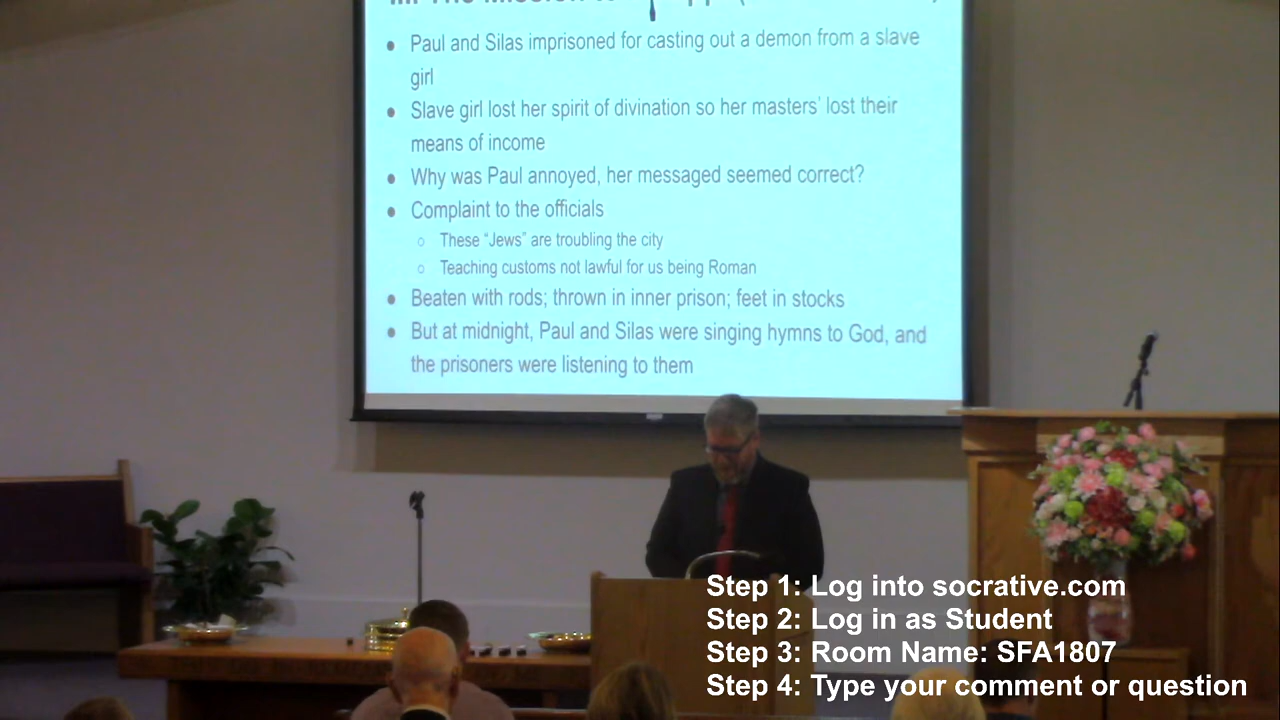 Paul and Silas imprisoned for casting out a demon from a slave
girl
Slave girl lost her spirit of divination so her masters' lost their
means of income
Why was Paul annoyed, her messaged seemed correct?
Complaint to the officials
These "Jews" are troubling the city
Teaching customs not lawful for us being Roman
Beaten with rods; thrown in inner prison; feet in stocks
But at midnight, Paul and Silas were singing hymns to God, and
the prisoners were listening to them
Step 1: Log into socrative.com
Step 2: Log in as Student
Step 3: Room Name: SFA1807
Step 4: Type your comment or question